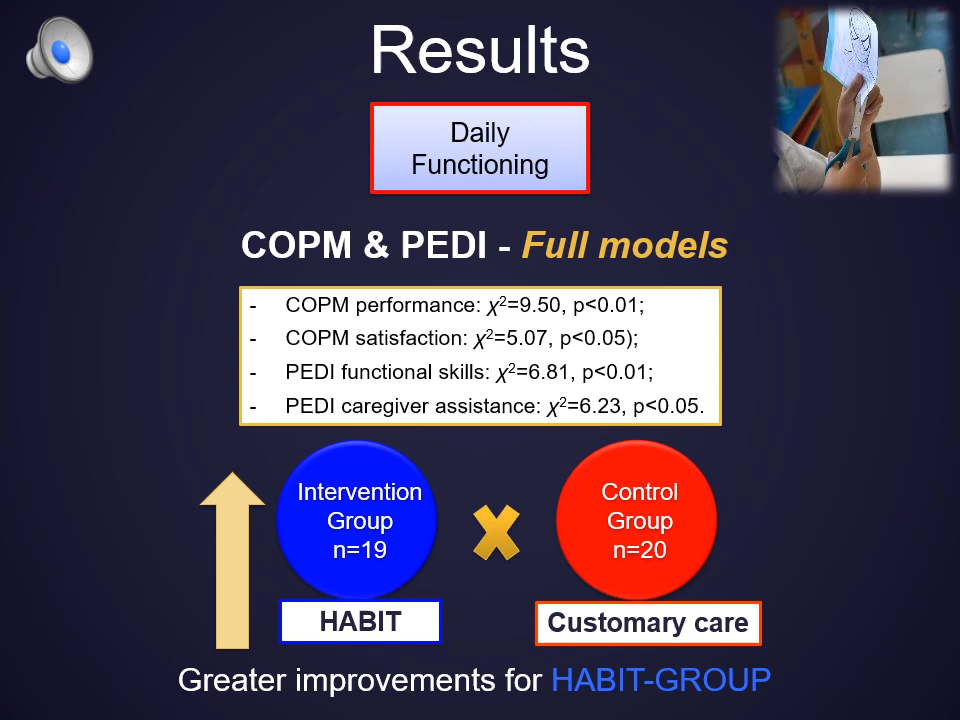 Results
Daily
Functioning
COPM & PEDI - Full models
- COPM performance: χ²=9.50, p<0.01;
- COPM satisfaction: χ²=5.07, p<0.05);
- PEDI functional skills: χ²=6.81, p<0.01;
- PEDI caregiver assistance: χ²=6.23, p<0.05.
Intervention
Group
n=19
Control
Group
n=20
HABIT
Customary care
Greater improvements for HABIT-GROUP